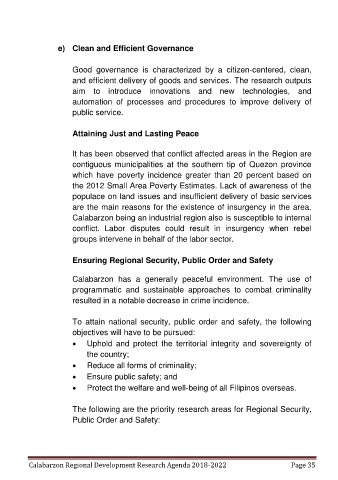 e) Clean and Efficient Governance
Good governance is characterized by a citizen-centered, clean,
and efficient delivery of goods and services. The research outputs
aim to introduce innovations and new technologies, and
automation of processes and procedures to improve delivery of
public service.
Attaining Just and Lasting Peace
It has been observed that conflict affected areas in the Region are
contiguous municipalities at the southern tip of Quezon province
which have poverty incidence greater than 20 percent based on
the 2012 Small Area Poverty Estimates. Lack of awareness of the
populace on land issues and insufficient delivery of basic services
are the main reasons for the existence of insurgency in the area.
Calabarzon being an industrial region also is susceptible to internal
conflict. Labor disputes could result in insurgency when rebel
groups intervene in behalf of the labor sector.
Ensuring Regional Security, Public Order and Safety
Calabarzon has a generally peaceful environment. The use of
programmatic and sustainable approaches to combat criminality
resulted in a notable decrease in crime incidence.
To attain national security, public order and safety, the following
objectives will have to be pursued:
• Uphold and protect the territorial integrity and sovereignty of
the country;
• Reduce all forms of criminality;
• Ensure public safety; and
• Protect the welfare and well-being of all Filipinos overseas.
The following are the priority research areas for Regional Security,
Public Order and Safety:
Calabarzon Regional Development Research Agenda 2018-2022 Page 35